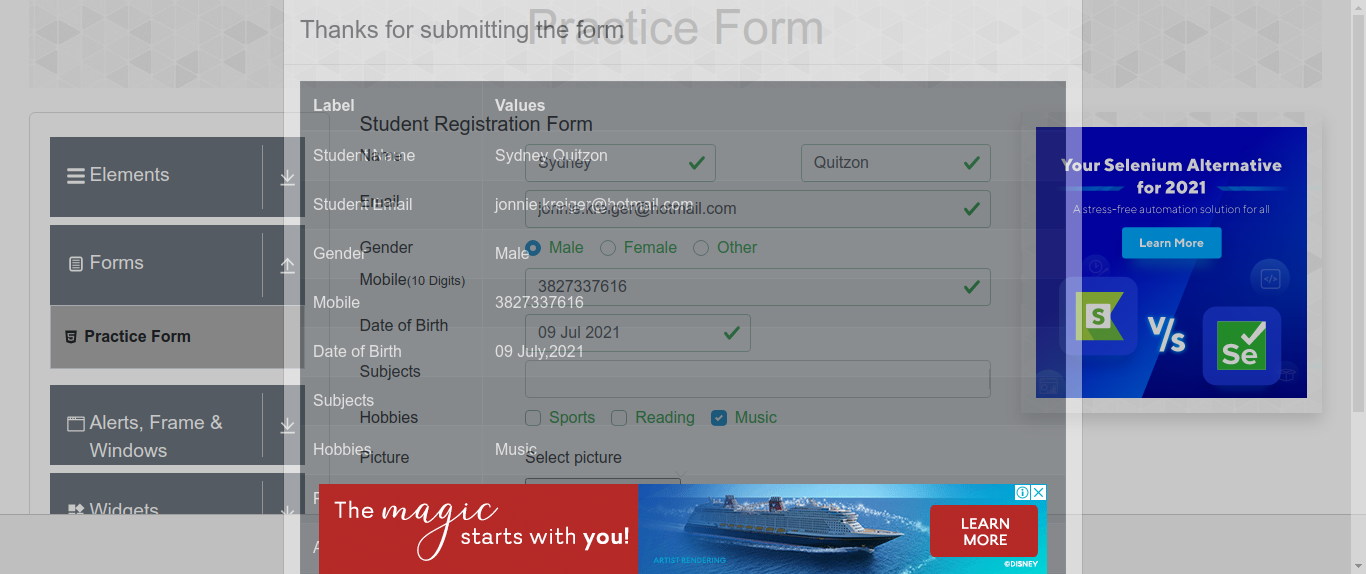 Practice Form
Thanks for submitting the form
Label Values
Student Registration Form
Student Name Sydney Quitzon
Name Sydney Quitzon
Student Email jonnie.kreiger@hotmail.com
Email jonnie.kreiger@hotmail.com
Gender Male Female Other
Gender Male
Mobile(10 Digits) 3827337616
Mobile 3827337616
Date of Birth 09 Jul 2021
Date of Birth 09 July,2021
Subjects
Subjects
Hobbies Sports Reading Music
Hobbies Music
Picture Select picture
Elements
Forms
Practice Form
Alerts, Frame &
Windows
Widgets
Your Selenium Alternative
for 2021
A stress-free automation solution for all
Learn More
S
V/s
Se
The magic
starts with you!
ARTIST RENDERING
LEARN
MORE
©DISNEY